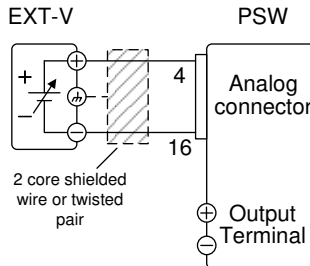 EXT-V
PSW
+
-
+
-
4
16
Analog
connector
2 core shielded
wire or twisted
pair
+
-
Output
Terminal